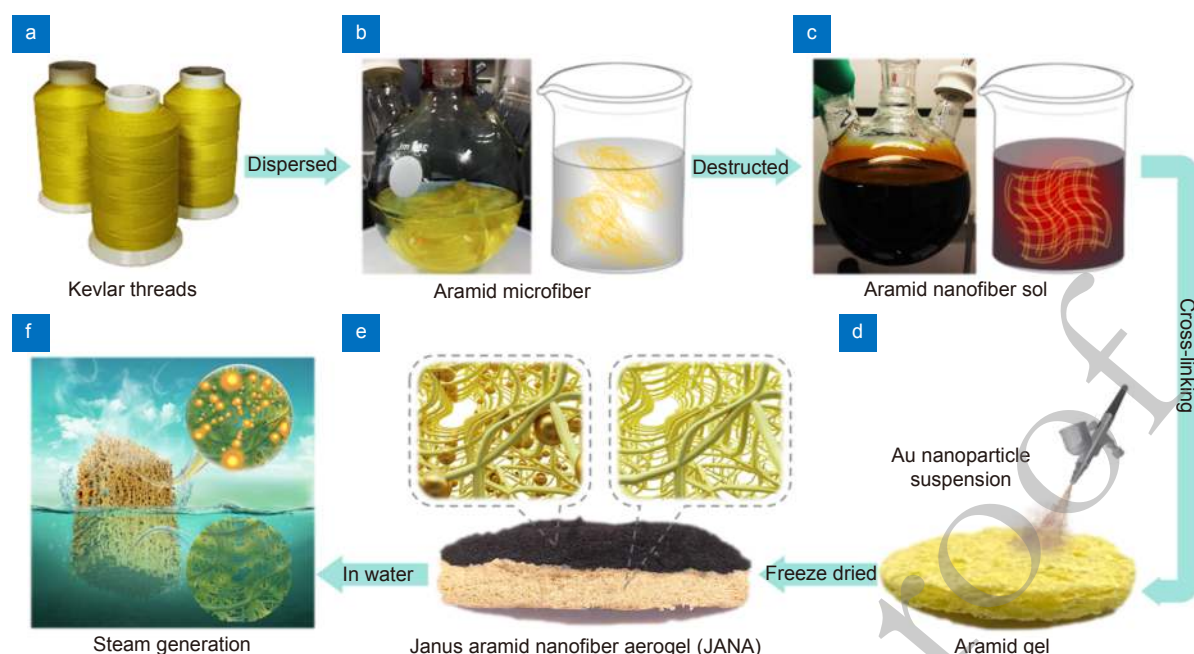 a
b
c
Dispersed
Destructed
Kevlar threads
Aramid microfiber
Aramid nanofiber sol
Cross-linking
f
e
d
Au nanoparticle
suspension
In water
Freeze dried
Steam generation
Janus aramid nanofiber aerogel (JANA)
Aramid gel
roof